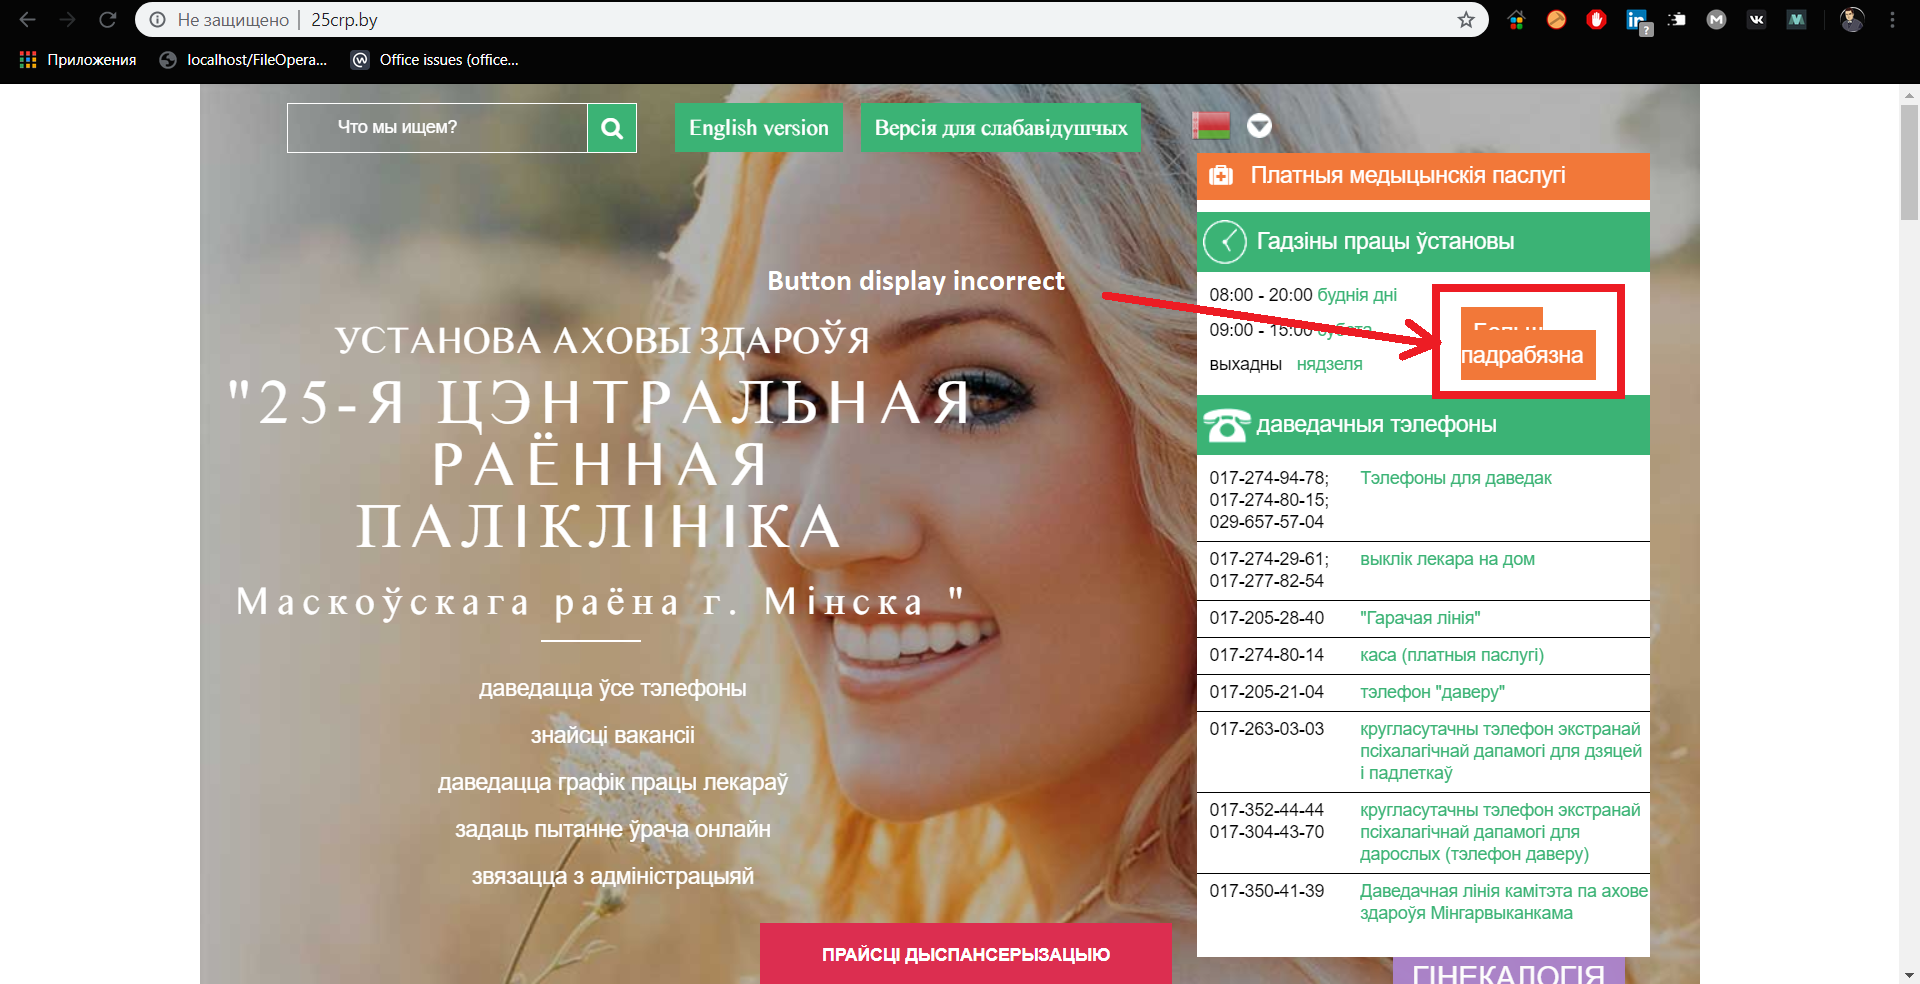 Не защищено
25crp.by
Приложения
localhost/FileOpera...
Office issues (office...
Что мы ищем?
English version
Версія для слабавідушчых
Платныя медыцынскія паслугі
Гадзіны працы ўстановы
Button display incorrect
08:00 - 20:00 буднія дні
09:00 - 15:00 субота
выхадны нядзеля
Больш
падрабязна
УСТАНОВА АХОВЫ ЗДАРОЎЯ
"25-Я ЦЭНТРАЛЬНАЯ
РАЁННАЯ
ПАЛІКЛІНІКА
Маскоўскага раёна г. Мінска "
даведацца ўсе тэлефоны
знайсці вакансіі
даведацца графік працы лекараў
задаць пытанне ўрача онлайн
звязацца з адміністрацыяй
ПРАЙСЦІ ДЫСПАНСЕРЫЗАЦЫЮ
даведачныя тэлефоны
017-274-94-78; Тэлефоны для даведак
017-274-80-15;
029-657-57-04
017-274-29-61; выклік лекара на дом
017-277-82-54
017-205-28-40 "Гарачая лінія"
017-274-80-14 каса (платныя паслугі)
017-205-21-04 тэлефон "даверу"
017-263-03-03 кругласутачны тэлефон экстранай
псіхалагічнай дапамогі для дзяцей
і падлеткаў
017-352-44-44 кругласутачны тэлефон экстранай
017-304-43-70 псіхалагічнай дапамогі для
дарослых (тэлефон даверу)
017-350-41-39 Даведачная лінія камітэта па ахове
здароўя Мінгарвыканкама
ГІНЕКАЛОГІЯ